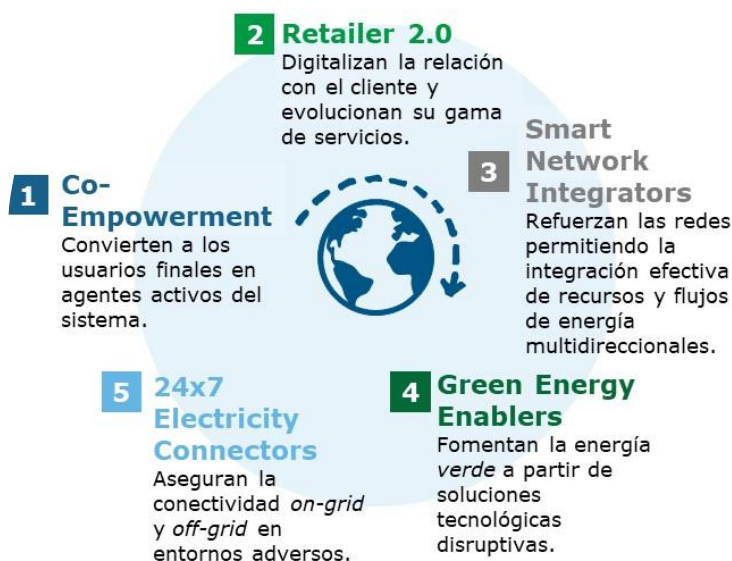 1
Co-
Empowerment
Convierten a los
usuarios finales en
agentes activos del
sistema.
2
Retailer 2.0
Digitalizan la relación
con el cliente y
evolucionan su gama
de servicios.
3
Smart
Network
Integrators
Refuerzan las redes
permitiendo la
integración efectiva
de recursos y flujos
de energía
multidireccionales.
4
Green Energy
Enablers
Fomentan la energía
verde a partir de
soluciones
tecnológicas
disruptivas.
5
24x7
Electricity
Connectors
Aseguran la
conectividad on-grid
y off-grid en
entornos adversos.